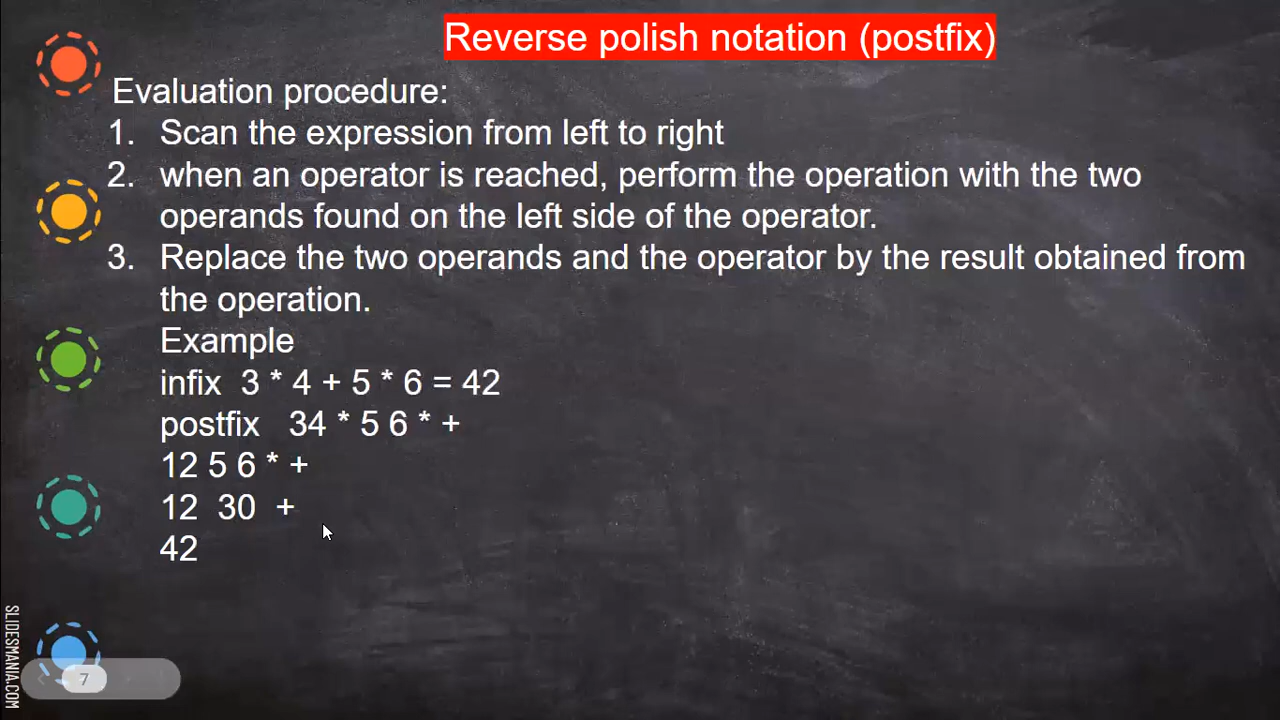 Reverse polish notation (postfix)
Evaluation procedure:
1. Scan the expression from left to right
2. when an operator is reached, perform the operation with the two
operands found on the left side of the operator.
3. Replace the two operands and the operator by the result obtained from
the operation.
Example
infix 3 * 4 + 5 * 6 = 42
postfix 34 * 5 6 * +
12 5 6 * +
12 30 +
42
SLIDESMANIA.COM
7